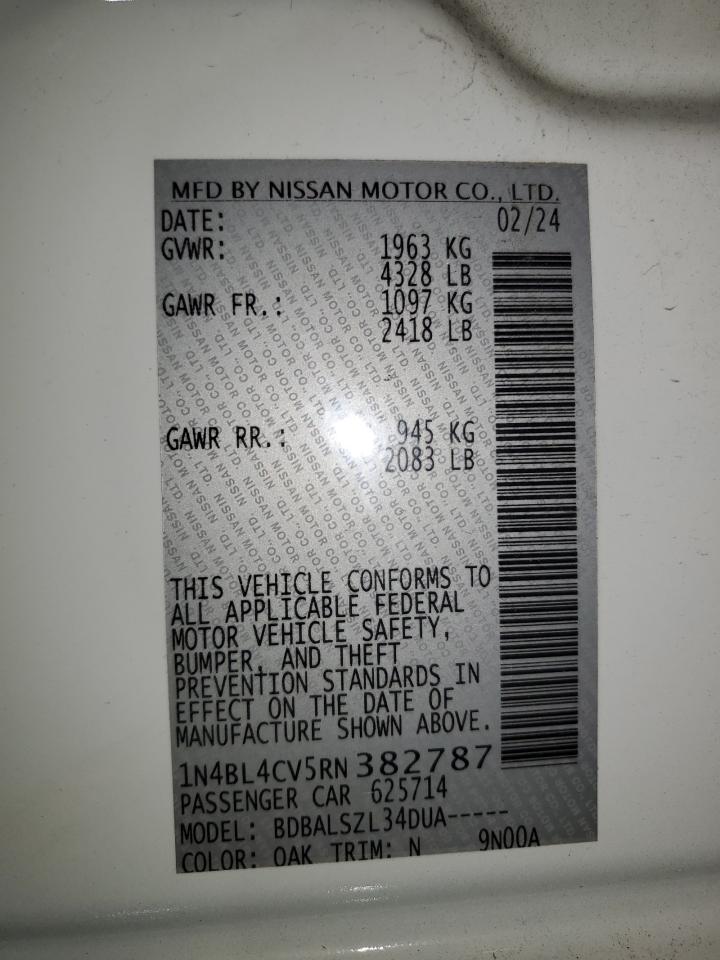 MFD BY NISSAN MOTOR CO., LTD.
DATE: 02/24
GVWR: 1963 KG
4328 LB
GAWR FR.: 1097 KG
2418 LB
GAWR RR.: 945 KG
2083 LB
THIS VEHICLE CONFORMS TO
ALL APPLICABLE FEDERAL
MOTOR VEHICLE SAFETY,
BUMPER, AND THEFT
PREVENTION STANDARDS IN
EFFECT ON THE DATE OF
MANUFACTURE SHOWN ABOVE.
1N4BL4CV5RN382787
PASSENGER CAR 625714
MODEL: BDBALSZL34DUA-----
COLOR: QAK TRIM: N 9N00A